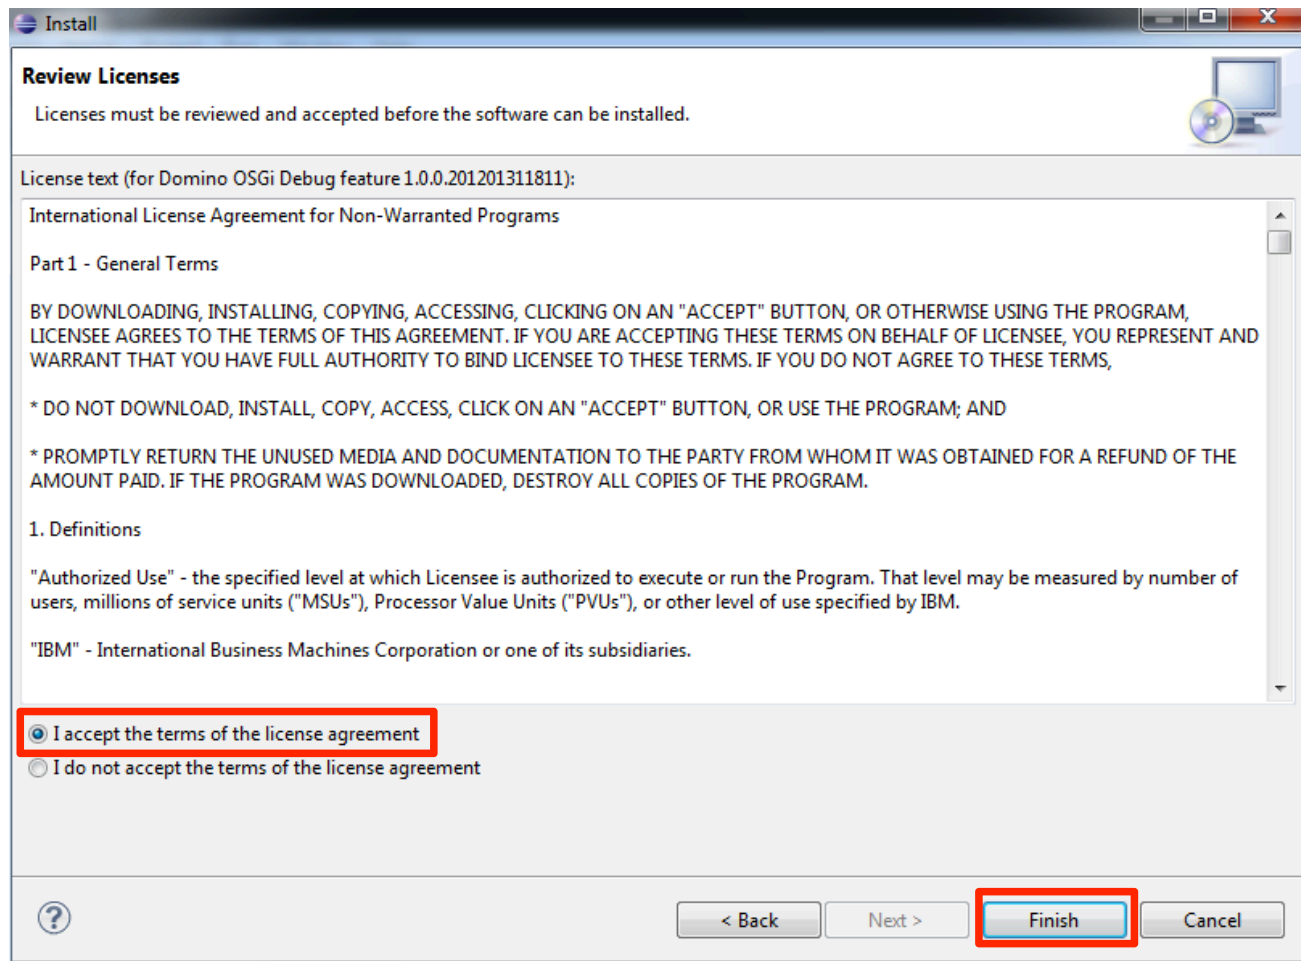 Install
Review Licenses
Licenses must be reviewed and accepted before the software can be installed.
License text (for Domino OSGi Debug feature 1.0.0.201201311811):
International License Agreement for Non-Warranted Programs
Part 1 - General Terms
BY DOWNLOADING, INSTALLING, COPYING, ACCESSING, CLICKING ON AN "ACCEPT" BUTTON, OR OTHERWISE USING THE PROGRAM,
LICENSEE AGREES TO THE TERMS OF THIS AGREEMENT. IF YOU ARE ACCEPTING THESE TERMS ON BEHALF OF LICENSEE, YOU REPRESENT AND
WARRANT THAT YOU HAVE FULL AUTHORITY TO BIND LICENSEE TO THESE TERMS. IF YOU DO NOT AGREE TO THESE TERMS,
* DO NOT DOWNLOAD, INSTALL, COPY, ACCESS, CLICK ON AN "ACCEPT" BUTTON, OR USE THE PROGRAM; AND
* PROMPTLY RETURN THE UNUSED MEDIA AND DOCUMENTATION TO THE PARTY FROM WHOM IT WAS OBTAINED FOR A REFUND OF THE
AMOUNT PAID. IF THE PROGRAM WAS DOWNLOADED, DESTROY ALL COPIES OF THE PROGRAM.
1. Definitions
"Authorized Use" - the specified level at which Licensee is authorized to execute or run the Program. That level may be measured by number of
users, millions of service units ("MSUs"), Processor Value Units ("PVUs"), or other level of use specified by IBM.
"IBM" - International Business Machines Corporation or one of its subsidiaries.
I accept the terms of the license agreement
I do not accept the terms of the license agreement
? < Back Next > Finish Cancel